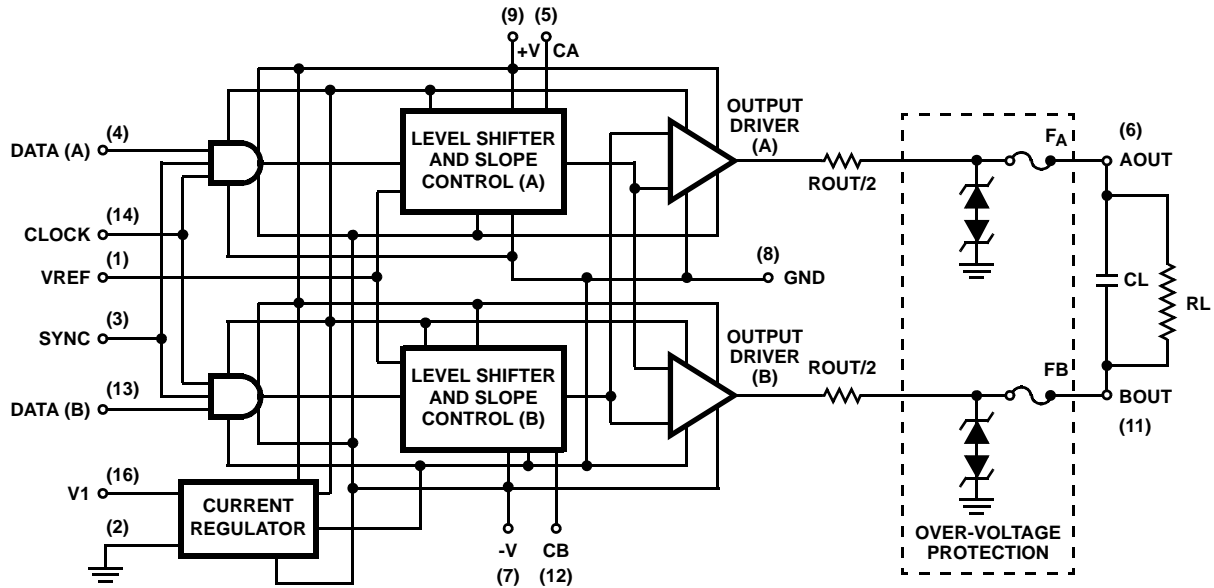 (9) (5)
+V CA
(4)
DATA (A)
LEVEL SHIFTER
AND SLOPE
CONTROL (A)
OUTPUT
DRIVER
(A)
ROUT/2
FA
(6)
AOUT
(14)
CLOCK
(1)
VREF
(8)
GND
CL
RL
(3)
SYNC
(13)
DATA (B)
LEVEL SHIFTER
AND SLOPE
CONTROL (B)
OUTPUT
DRIVER
(B)
ROUT/2
FB
BOUT
(11)
(16)
V1
CURRENT
REGULATOR
(2)
-V CB
(7) (12)
OVER-VOLTAGE
PROTECTION